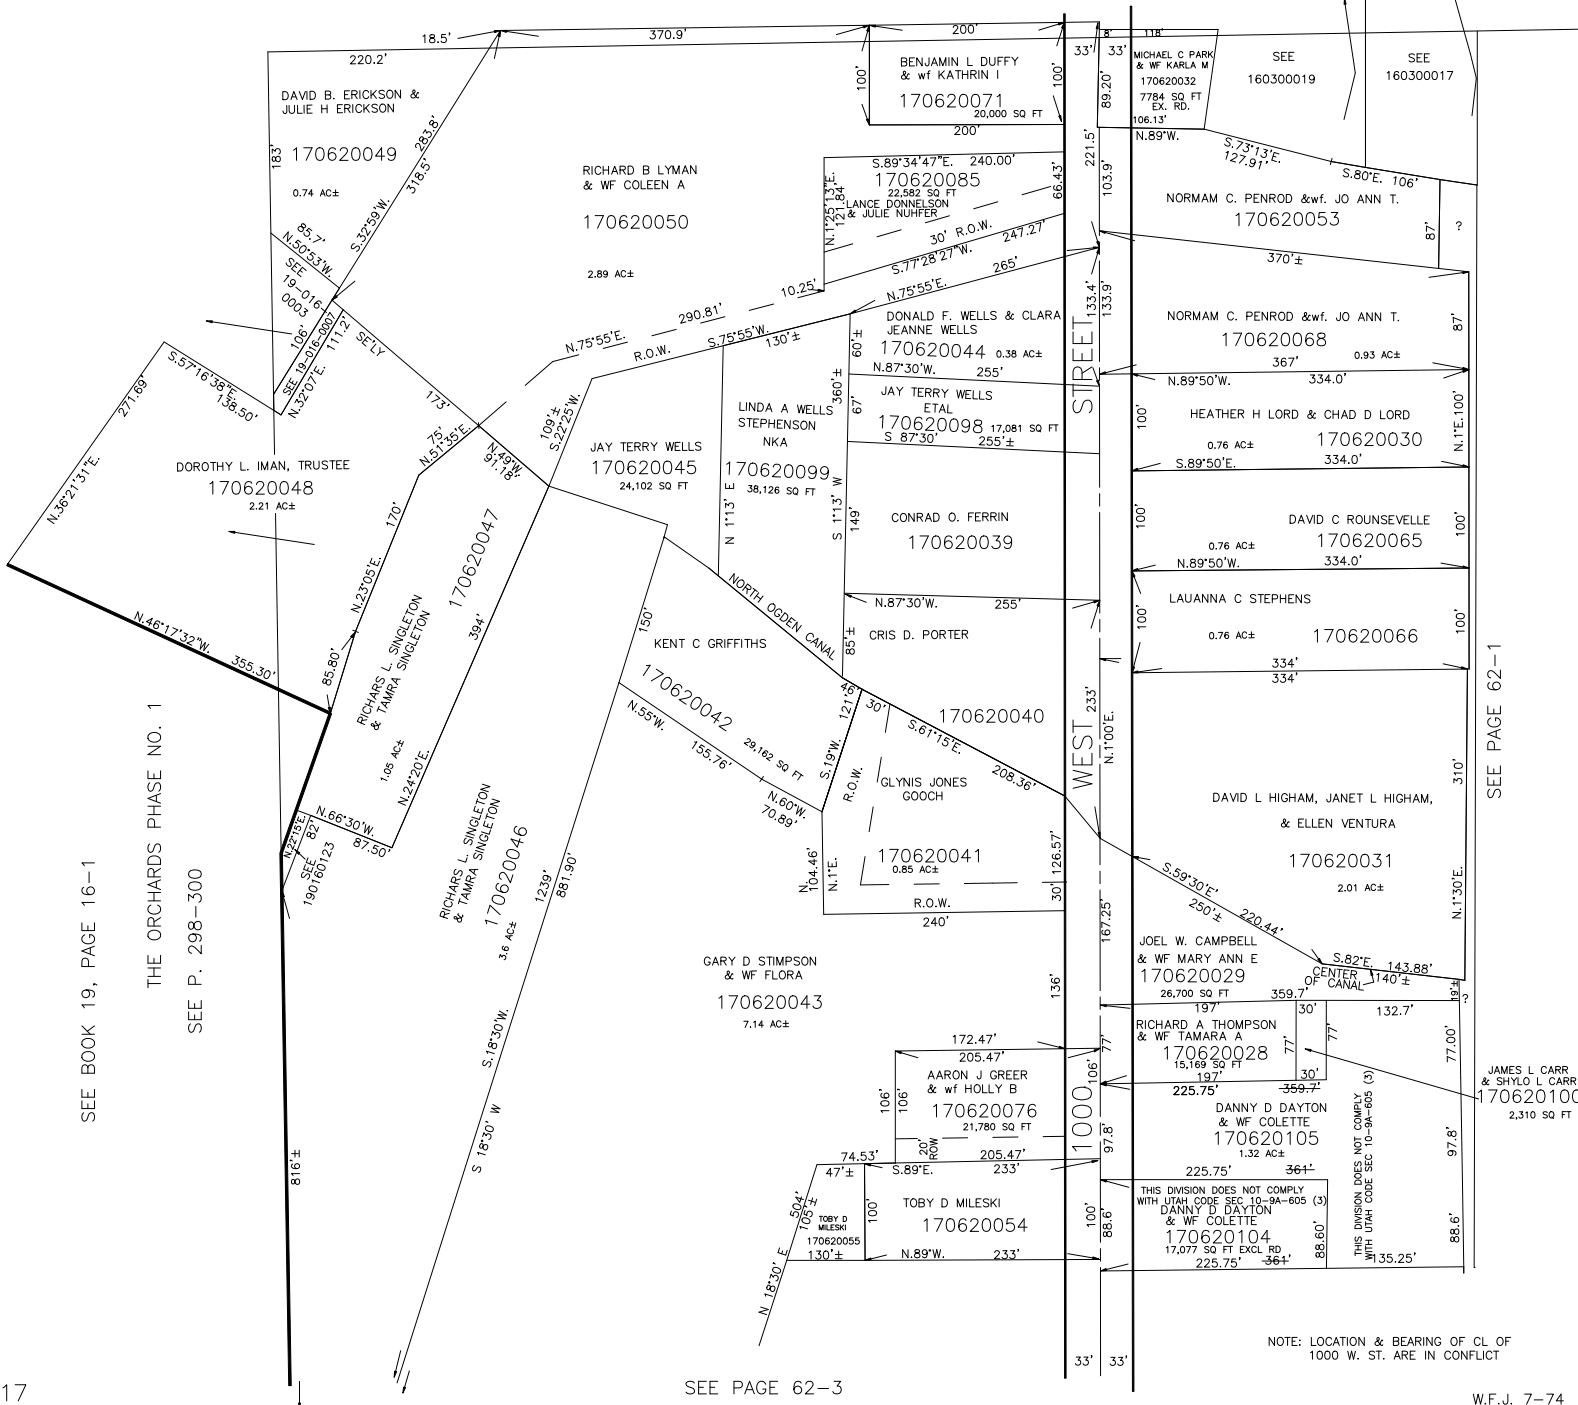 18.5'
370.9'
200'
220.2'
33'
33'
8'
118'
DAVID B. ERICKSON &
JULIE H ERICKSON
170620049
0.74 AC±
183'
283.8'
318.5'
S.32°59'W.
85.7'
N.50°53'W.
SEE
19-016-
0003
106'
SEE 19-016-0007
111.2'
N.32°07'E.
SE'LY
173'
RICHARD B LYMAN
& WF COLEEN A
170620050
2.89 AC±
BENJAMIN L DUFFY
& wf KATHRIN I
170620071
20,000 SQ FT
100'
100'
200'
S.89°34'47"E. 240.00'
170620085
22,582 SQ FT
LANCE DONNELSON
& JULIE NUHFER
N.1°25'13"E.
121.84'
66.43'
30' R.O.W.
247.27'
S.77°28'27"W.
265'
N.75°55'E.
10.25'
290.81'
N.75°55'E.
R.O.W.
S.75°55'W.
130'±
MICHAEL C PARK
& WF KARLA M
170620032
7784 SQ FT
EX. RD.
106.13'
N.89°W.
89.20'
221.5'
103.9'
SEE
160300019
SEE
160300017
S.73°13'E.
127.91'
S.80°E. 106'
NORMAM C. PENROD &wf. JO ANN T.
170620053
87'
?
370'±
133.4'
133.9'
NORMAM C. PENROD &wf. JO ANN T.
170620068
367'
0.93 AC±
87'
N.89°50'W.
334.0'
DONALD F. WELLS & CLARA
JEANNE WELLS
170620044 0.38 AC±
N.87°30'W. 255'
60'±
JAY TERRY WELLS
ETAL
170620098 17,081 SQ FT
S 87°30' 255'±
67'
360'±
LINDA A WELLS
STEPHENSON
NKA
170620099
38,126 SQ FT
N 1°13' E
S 1°13' W
149'
JAY TERRY WELLS
170620045
24,102 SQ FT
109'±
S.22°25'W.
HEATHER H LORD & CHAD D LORD
0.76 AC±
170620030
100'
N.1°E.100'
S.89°50'E.
334.0'
CONRAD O. FERRIN
170620039
N.87°30'W. 255'
DAVID C ROUNSEVELLE
0.76 AC±
170620065
100'
100'
N.89°50'W.
334.0'
LAUANNA C STEPHENS
0.76 AC±
170620066
100'
100'
334'
334'
S.57°16'38"E.
138.50'
271.69'
N.36°21'31"E.
DOROTHY L. IMAN, TRUSTEE
170620048
2.21 AC±
75'
N.51°35'E.
N.49°W.
91.18'
170'
N.23°05'E.
85.80'
N.46°17'32"W.
355.30'
170620047
RICHARS L. SINGLETON
& TAMRA SINGLETON
1.05 AC±
394'
N.24°20'E.
N.66°30'W.
87.50'
N.22°15'E.
82'
SEE
190160123
150'
KENT C GRIFFITHS
170620042
29,162 SQ FT
N.55°W.
155.76'
N.60°W.
70.89'
NORTH OGDEN CANAL
85'±
CRIS D. PORTER
170620040
46'
30'
121'
S.19°W.
S.61°15'E.
208.36'
R.O.W.
GLYNIS JONES
GOOCH
170620041
0.85 AC±
126.57'
30'
104.46'
N.
N.1°E.
R.O.W.
240'
1000 WEST STREET
233'
N.1°00'E.
167.25'
DAVID L HIGHAM, JANET L HIGHAM,
& ELLEN VENTURA
170620031
2.01 AC±
310'
N.1°30'E.
S.59°30'E.
250'±
220.44'
S.82°E. 143.88'
140'±
CENTER
OF CANAL
19'±
?
SEE PAGE 62-1
RICHARS L. SINGLETON
& TAMRA SINGLETON
170620046
3.6 AC±
1239'
881.90'
S.18°30'W.
S 18°30' W
GARY D STIMPSON
& WF FLORA
170620043
7.14 AC±
136'
JOEL W. CAMPBELL
& WF MARY ANN E
170620029
26,700 SQ FT
359.7'
197'
30'
132.7'
RICHARD A THOMPSON
& WF TAMARA A
170620028
15,169 SQ FT
197'
30'
77'
77'
77'
77.00'
225.75'
359.7'
JAMES L CARR
& SHYLO L CARR
170620100
2,310 SQ FT
172.47'
205.47'
AARON J GREER
& wf HOLLY B
170620076
21,780 SQ FT
106'
106'
106'
20'
ROW
205.47'
74.53'
47'±
S.89°E.
233'
DANNY D DAYTON
& WF COLETTE
170620105
1.32 AC±
97.8'
97.8'
225.75'
361'
THIS DIVISION DOES NOT COMPLY
WITH UTAH CODE SEC 10-9A-605 (3)
THIS DIVISION DOES NOT COMPLY
WITH UTAH CODE SEC 10-9A-605 (3)
DANNY D DAYTON
& WF COLETTE
170620104
17,077 SQ FT EXCL RD
225.75'
361'
88.6'
88.60'
88.6'
135.25'
504'
105'±
TOBY D
MILESKI
170620055
130'±
100'
TOBY D MILESKI
170620054
N.89°W.
233'
100'
N 18°30' E
816'±
SEE BOOK 19, PAGE 16-1
THE ORCHARDS PHASE NO. 1
SEE P. 298-300
33'
33'
NOTE: LOCATION & BEARING OF CL OF
1000 W. ST. ARE IN CONFLICT
SEE PAGE 62-3
17
W.F.J. 7-74